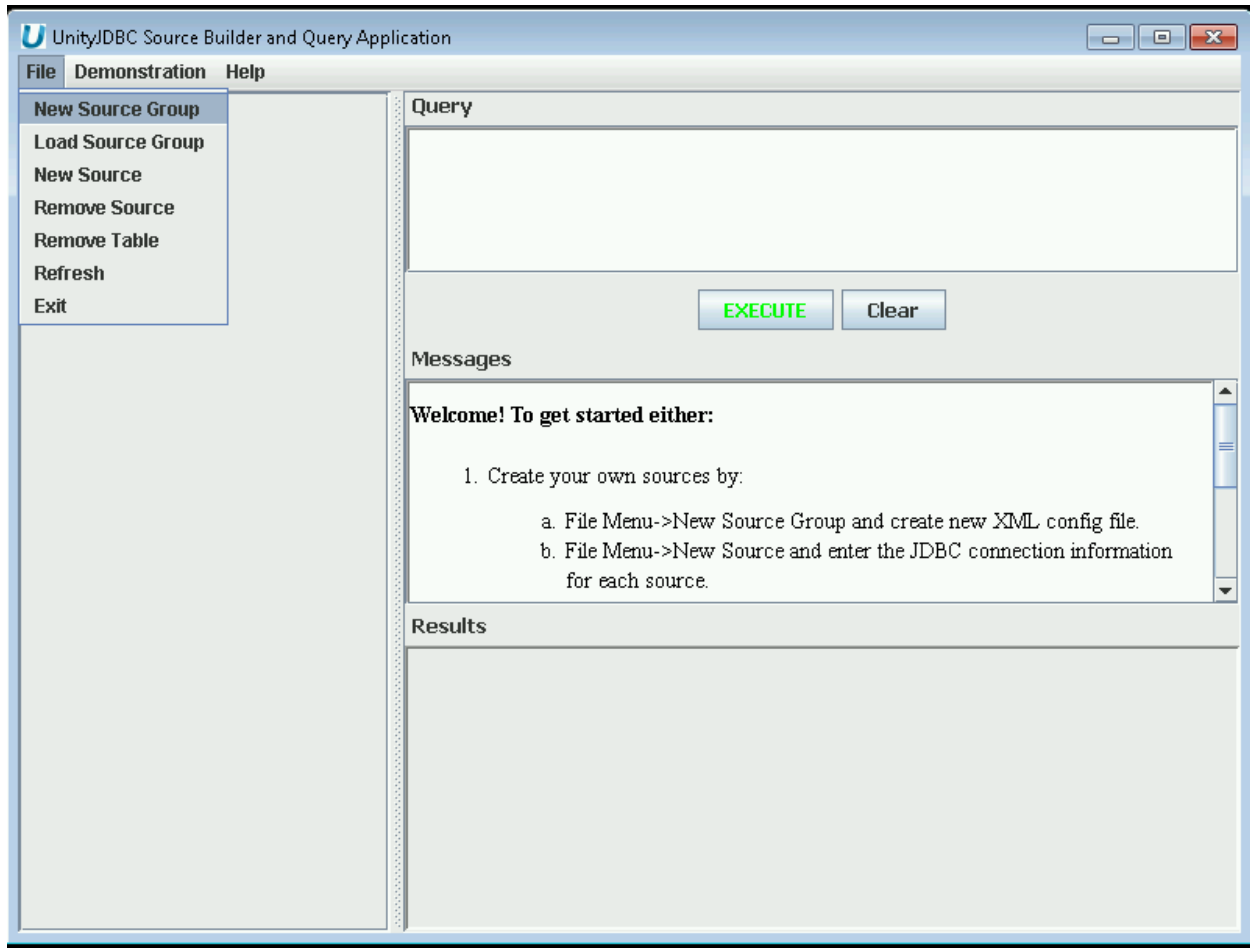 UnityJDBC Source Builder and Query Application
File Demonstration Help
New Source Group
Load Source Group
New Source
Remove Source
Remove Table
Refresh
Exit
Query
EXECUTE Clear
Messages
Welcome! To get started either:
1. Create your own sources by:
a. File Menu->New Source Group and create new XML config file.
b. File Menu->New Source and enter the JDBC connection information
for each source.
Results